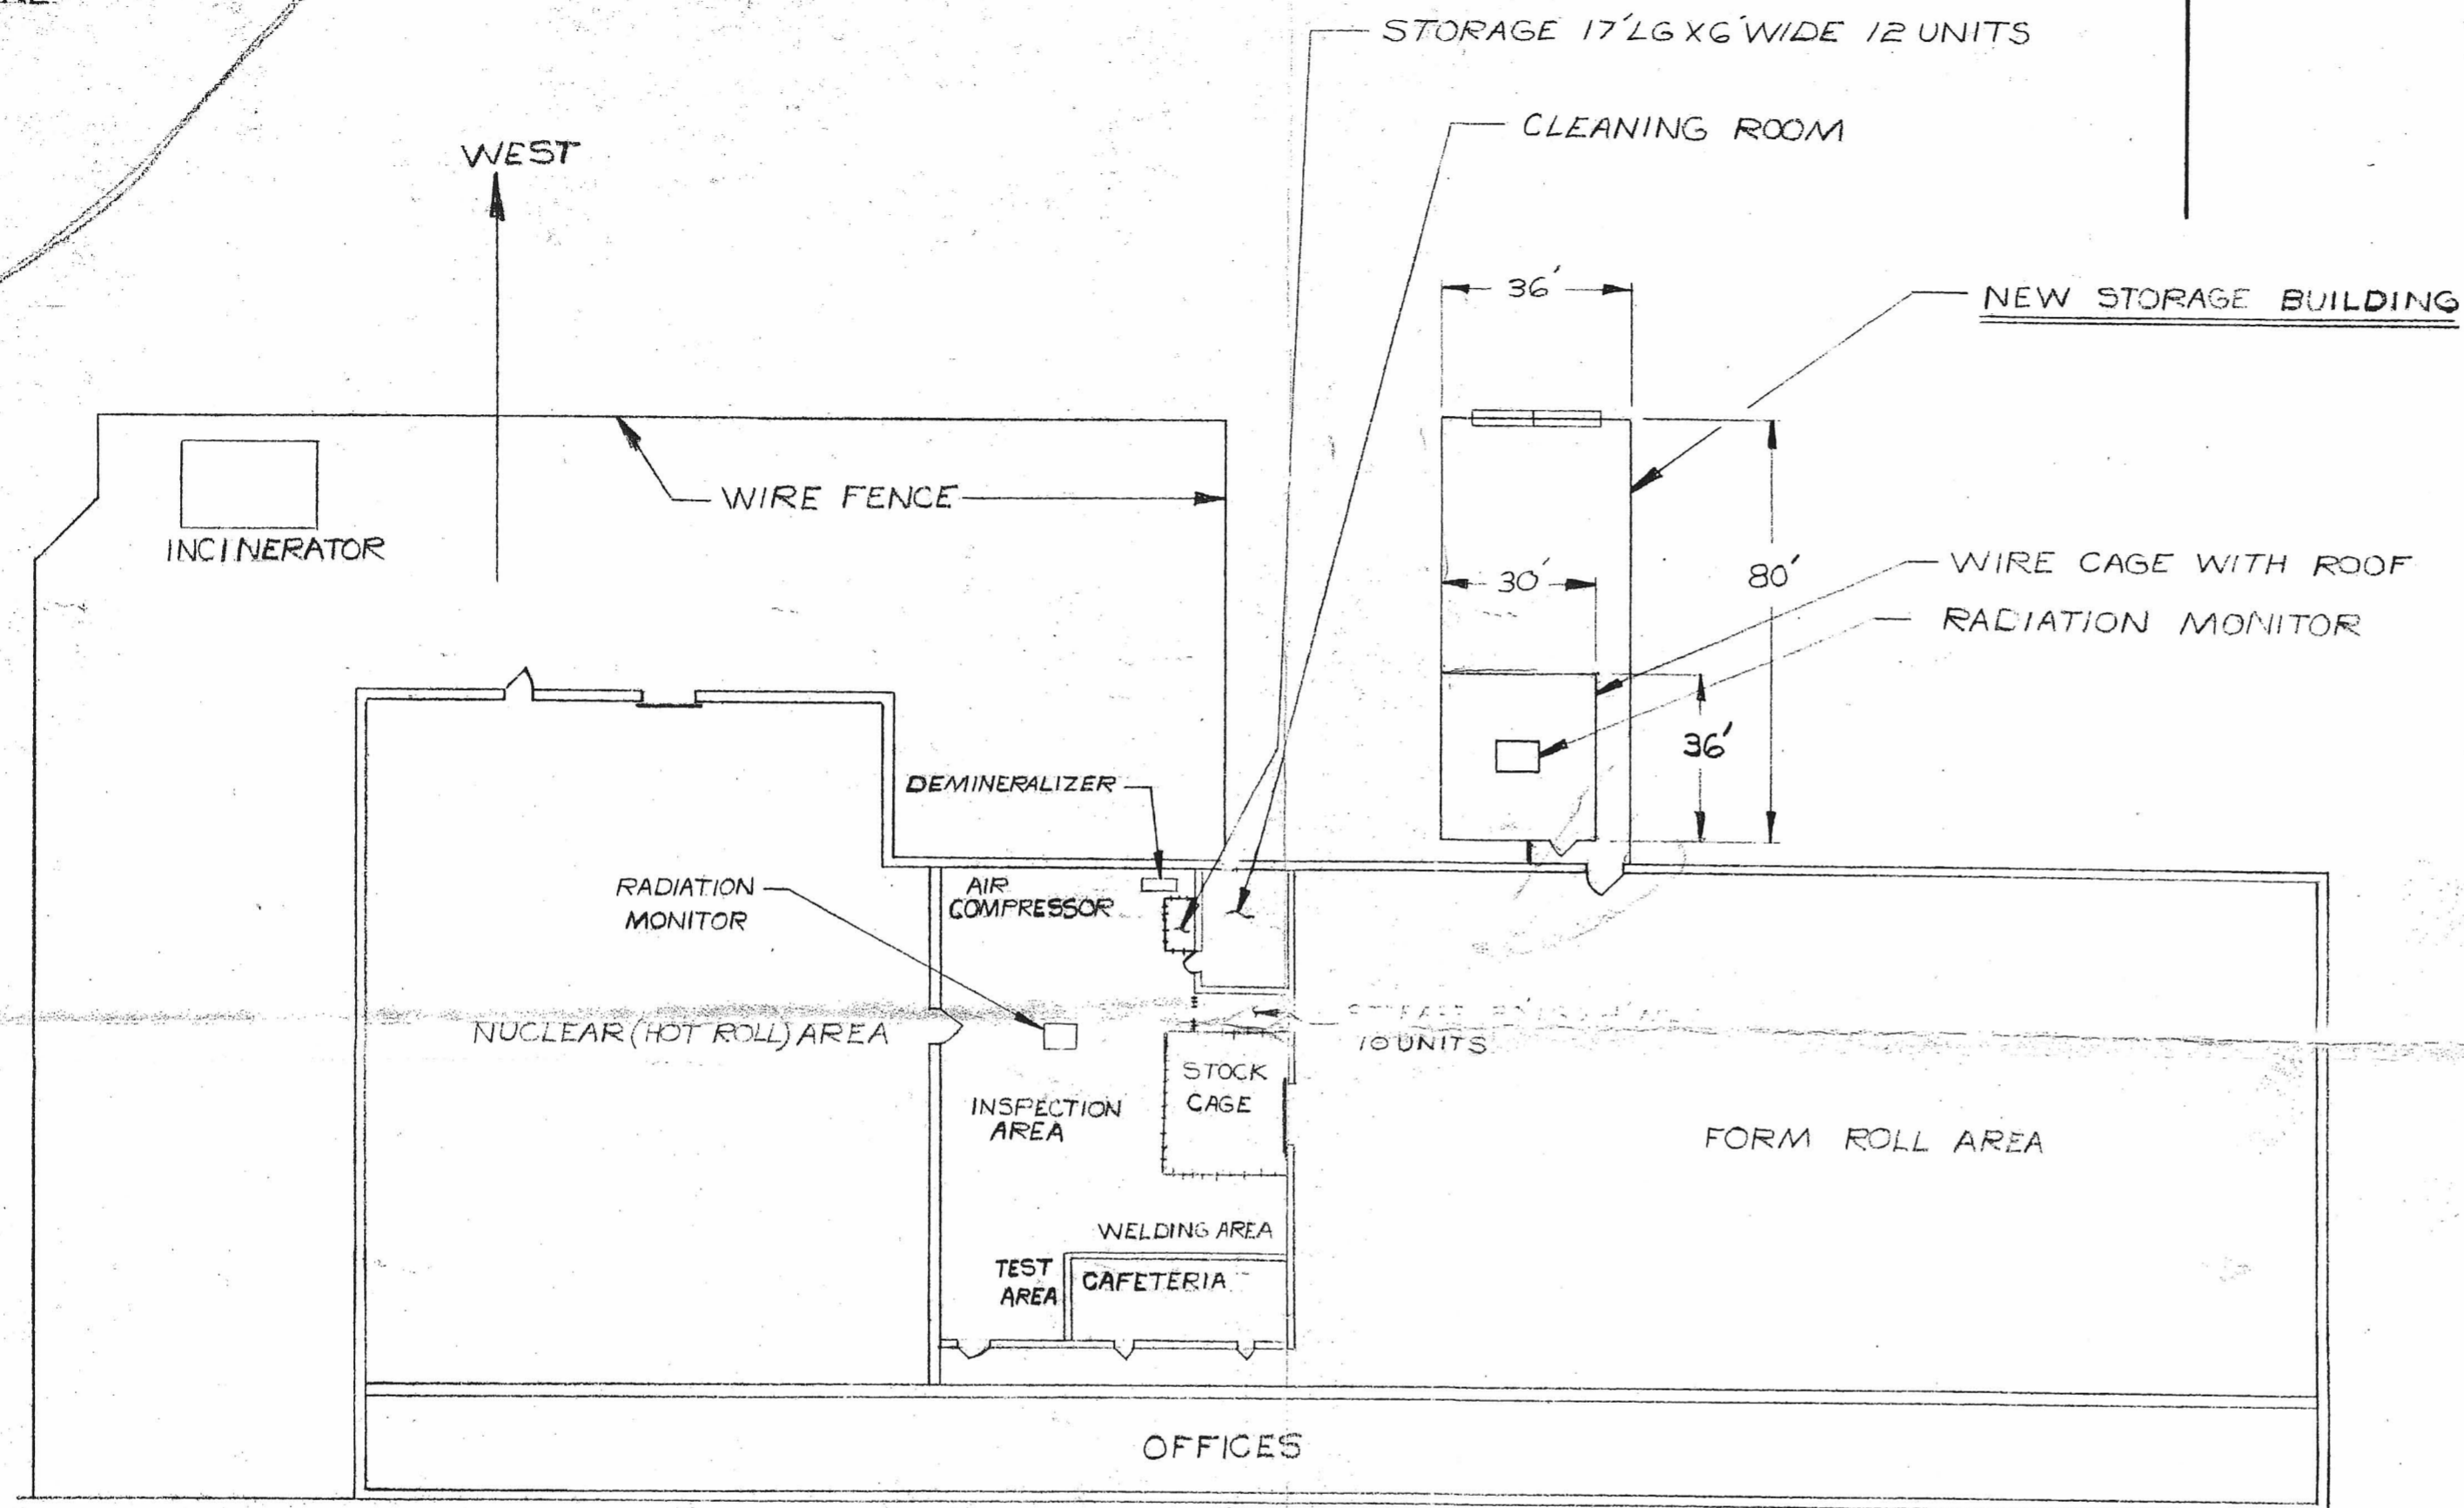 STORAGE 17'LG X 6'WIDE 12 UNITS
CLEANING ROOM
WEST
36'
NEW STORAGE BUILDING
WIRE FENCE
INCINERATOR
30'
80'
WIRE CAGE WITH ROOF
RADIATION MONITOR
36'
DEMINERALIZER
RADIATION
MONITOR
AIR
COMPRESSOR
NUCLEAR (HOT ROLL) AREA
10 UNITS
STOCK
CAGE
INSPECTION
AREA
FORM ROLL AREA
WELDING AREA
TEST
AREA
CAFETERIA
OFFICES